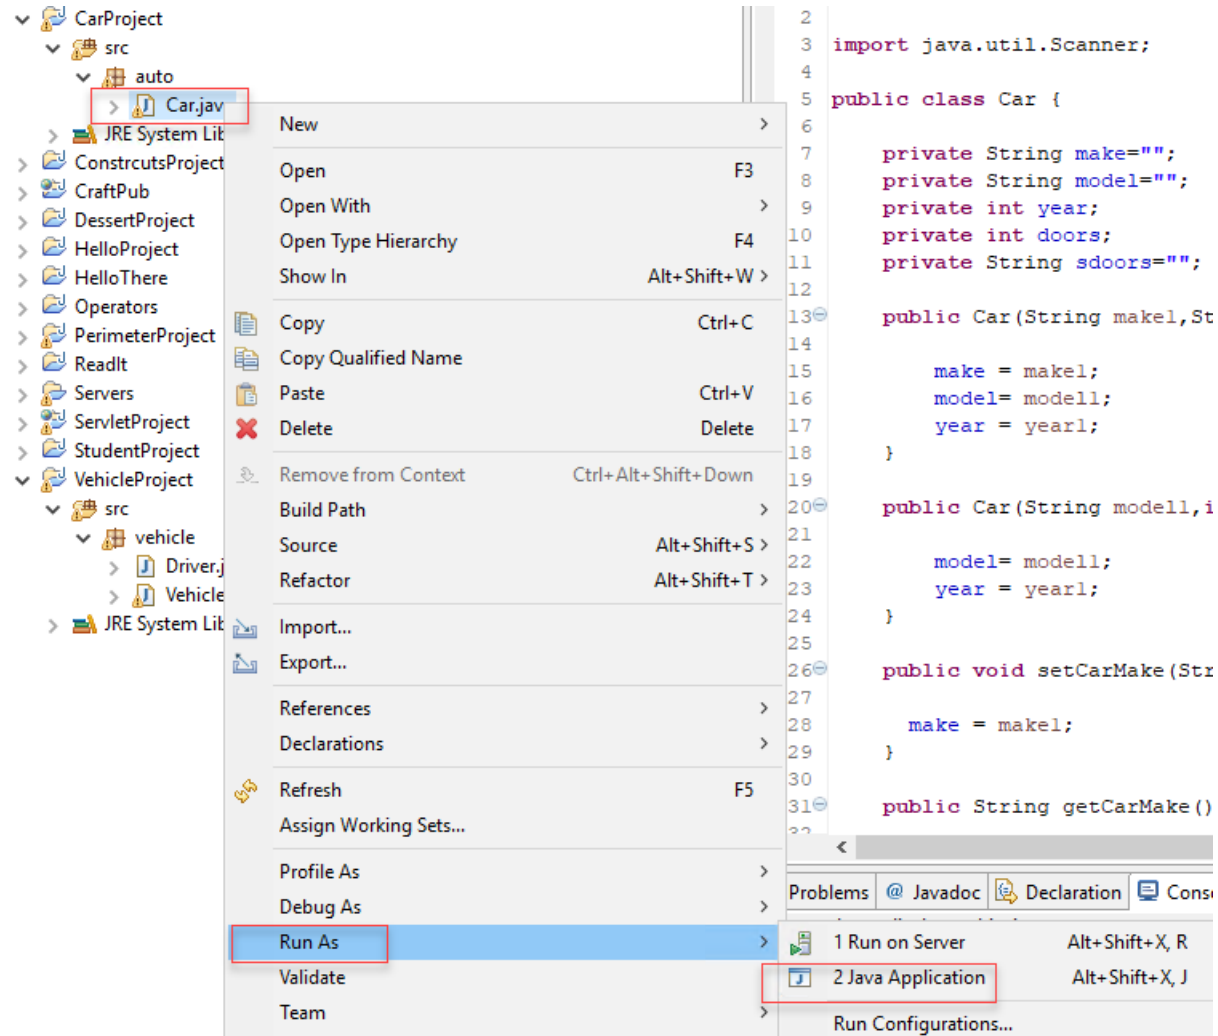 CarProject
src
auto
Car.jav
JRE System Lib
ConstrcutsProject
CraftPub
DessertProject
HelloProject
HelloThere
Operators
PerimeterProject
ReadIt
Servers
ServletProject
StudentProject
VehicleProject
src
vehicle
Driver.j
Vehicle
JRE System Lib
New
Open F3
Open With
Open Type Hierarchy F4
Show In Alt+Shift+W
Copy Ctrl+C
Copy Qualified Name
Paste Ctrl+V
Delete Delete
Remove from Context Ctrl+Alt+Shift+Down
Build Path
Source Alt+Shift+S
Refactor Alt+Shift+T
Import...
Export...
References
Declarations
Refresh F5
Assign Working Sets...
Profile As
Debug As
Run As
Validate
Team
2
3 import java.util.Scanner;
4
5 public class Car {
6
7 private String make="";
8 private String model="";
9 private int year;
10 private int doors;
11 private String sdoors="";
12
13 public Car(String make1,St
14
15 make = make1;
16 model= model1;
17 year = year1;
18 }
19
20 public Car(String model1,i
21
22 model= model1;
23 year = year1;
24 }
25
26 public void setCarMake(Str
27
28 make = make1;
29 }
30
31 public String getCarMake()
32
Problems @ Javadoc Declaration Conso
1 Run on Server Alt+Shift+X, R
2 Java Application Alt+Shift+X, J
Run Configurations...